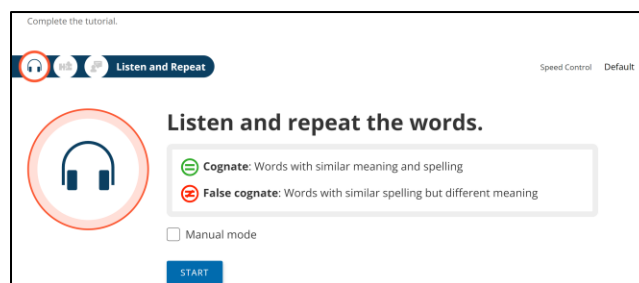 Complete the tutorial.
Listen and Repeat
Speed Control Default
Listen and repeat the words.
Cognate: Words with similar meaning and spelling
False cognate: Words with similar spelling but different meaning
Manual mode
START